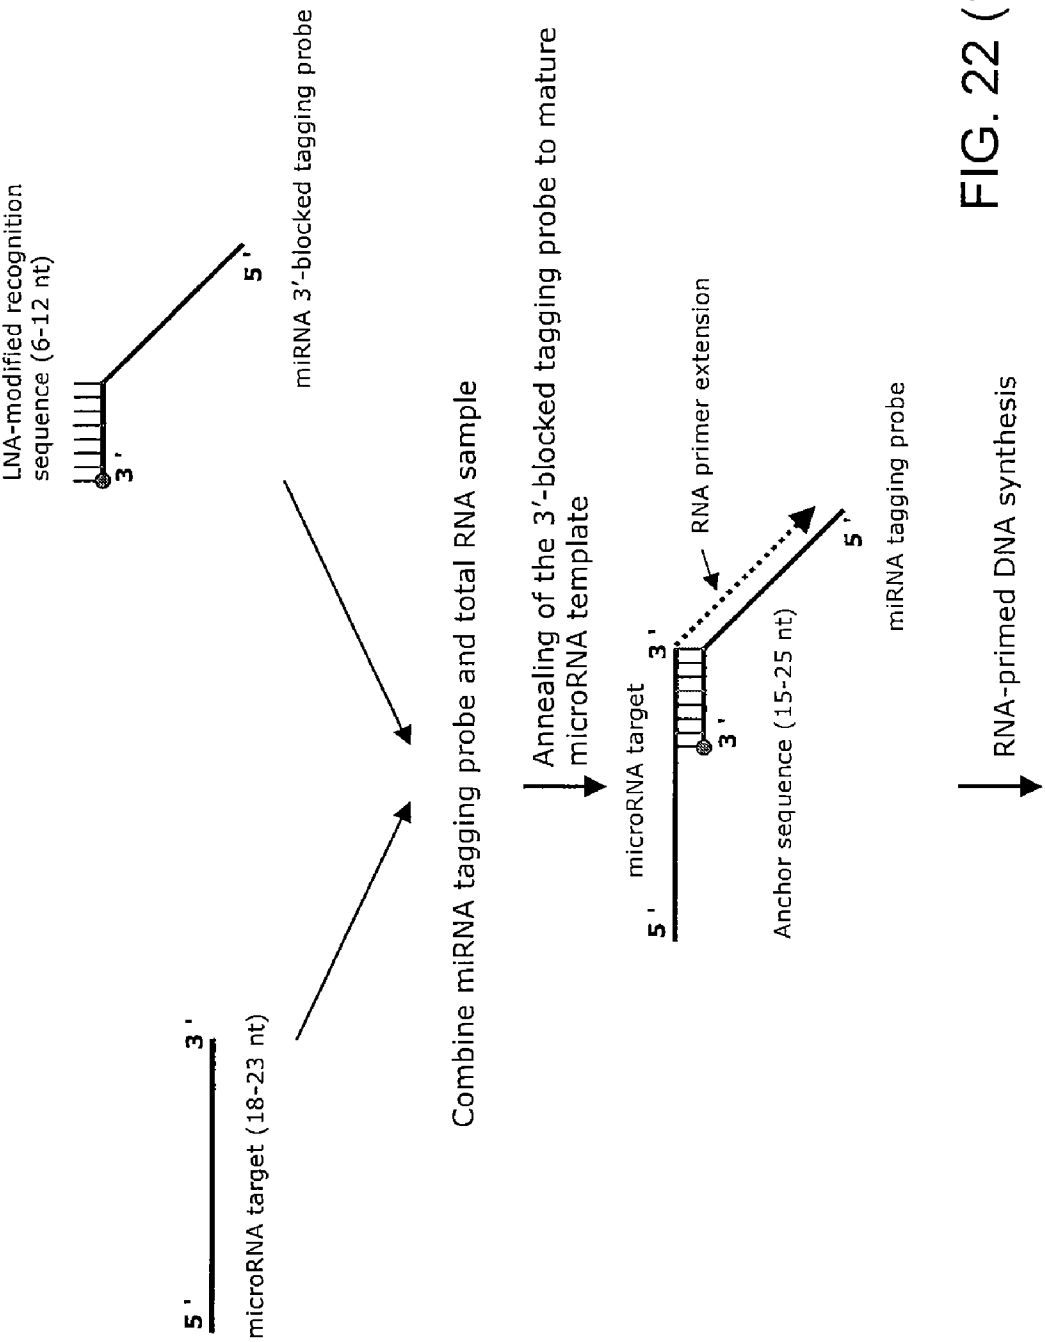 LNA-modified recognition
sequence (6-12 nt)
3'
5'
miRNA 3'-blocked tagging probe
5'
3'
microRNA target (18-23 nt)
Combine miRNA tagging probe and total RNA sample
Annealing of the 3'-blocked tagging probe to mature
microRNA template
microRNA target
5'
3'
RNA primer extension
3'
5'
Anchor sequence (15-25 nt)
miRNA tagging probe
RNA-primed DNA synthesis
FIG. 22 (